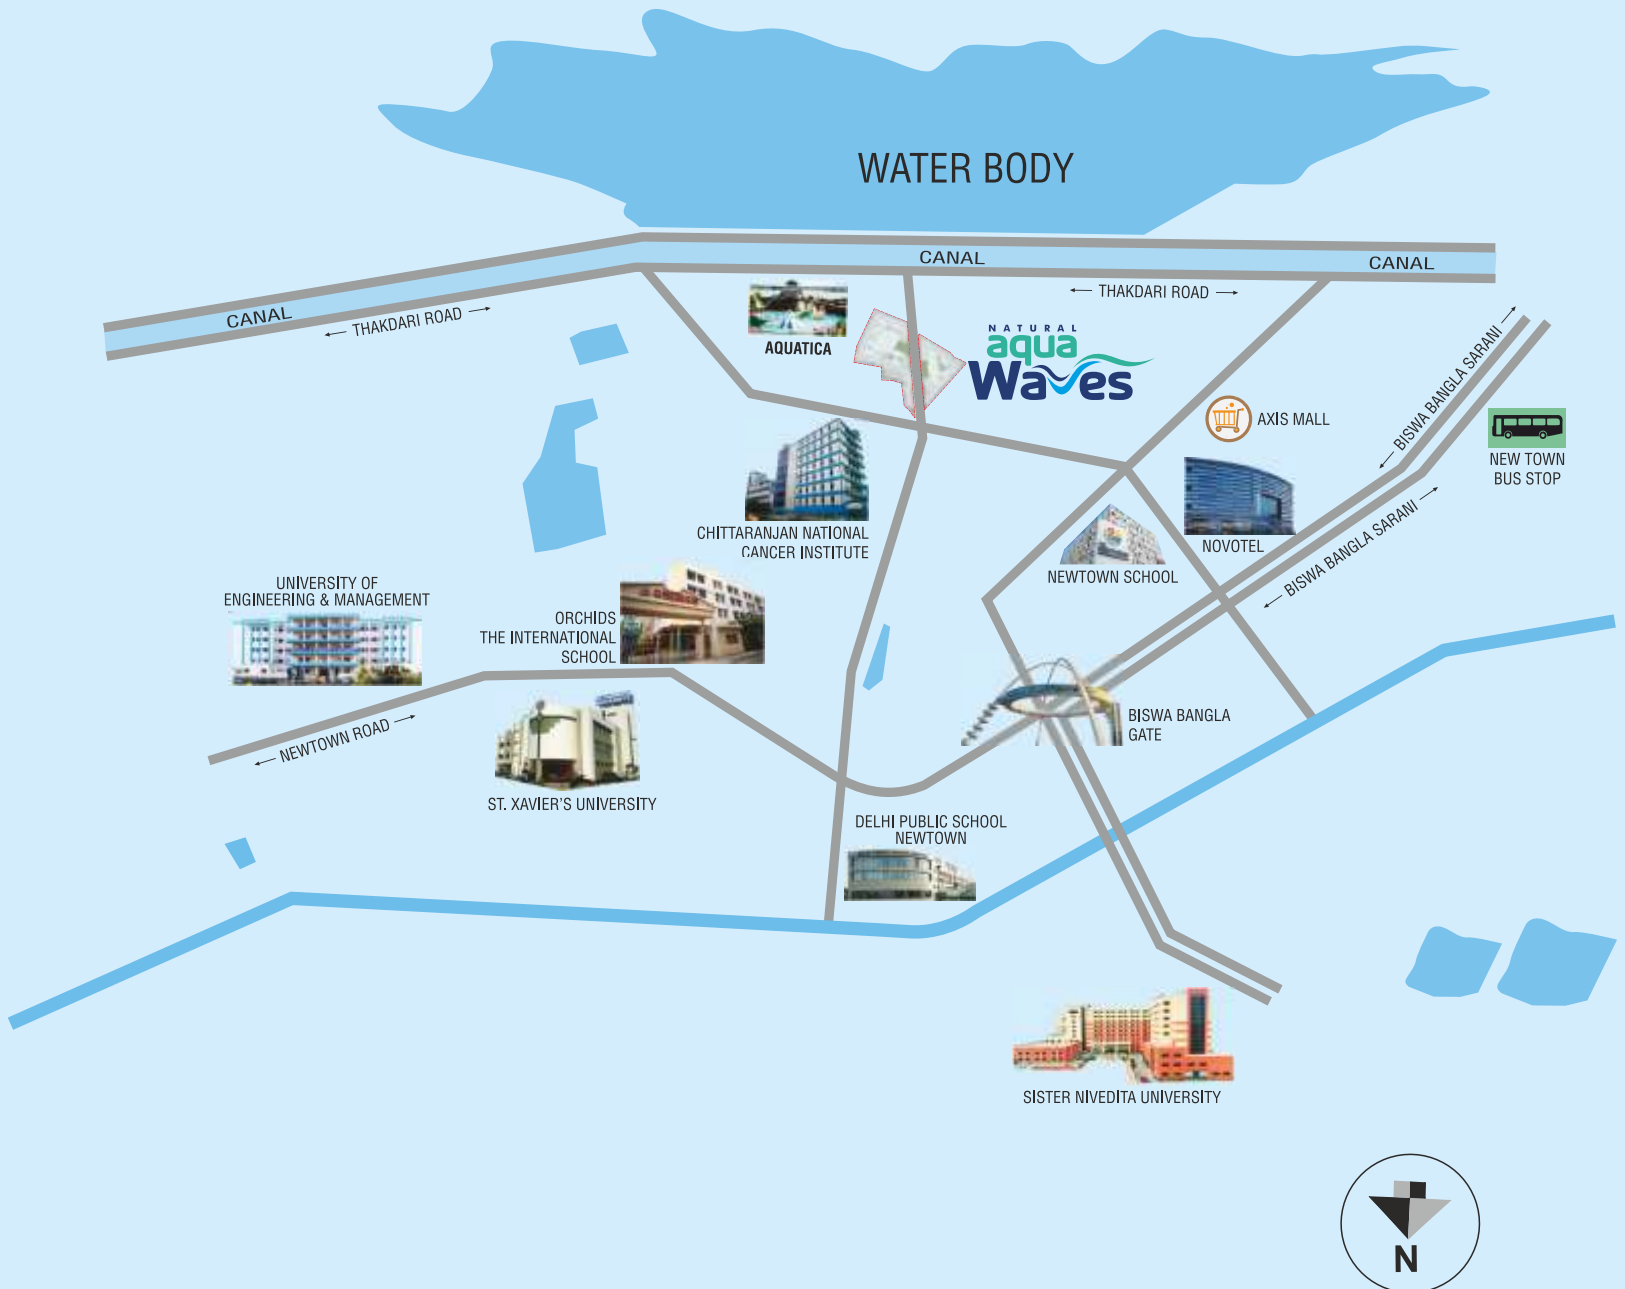 WATER BODY
CANAL
CANAL
CANAL
THAKDARI ROAD
THAKDARI ROAD
AQUATICA
NATURAL
aqua
Waves
BISWA BANGLA SARANI
AXIS MALL
NEW TOWN
BUS STOP
CHITTARANJAN NATIONAL
CANCER INSTITUTE
NOVOTEL
BISWA BANGLA SARANI
NEWTOWN SCHOOL
UNIVERSITY OF
ENGINEERING & MANAGEMENT
ORCHIDS
THE INTERNATIONAL
SCHOOL
NEWTOWN ROAD
BISWA BANGLA
GATE
ST. XAVIER'S UNIVERSITY
DELHI PUBLIC SCHOOL
NEWTOWN
SISTER NIVEDITA UNIVERSITY
N